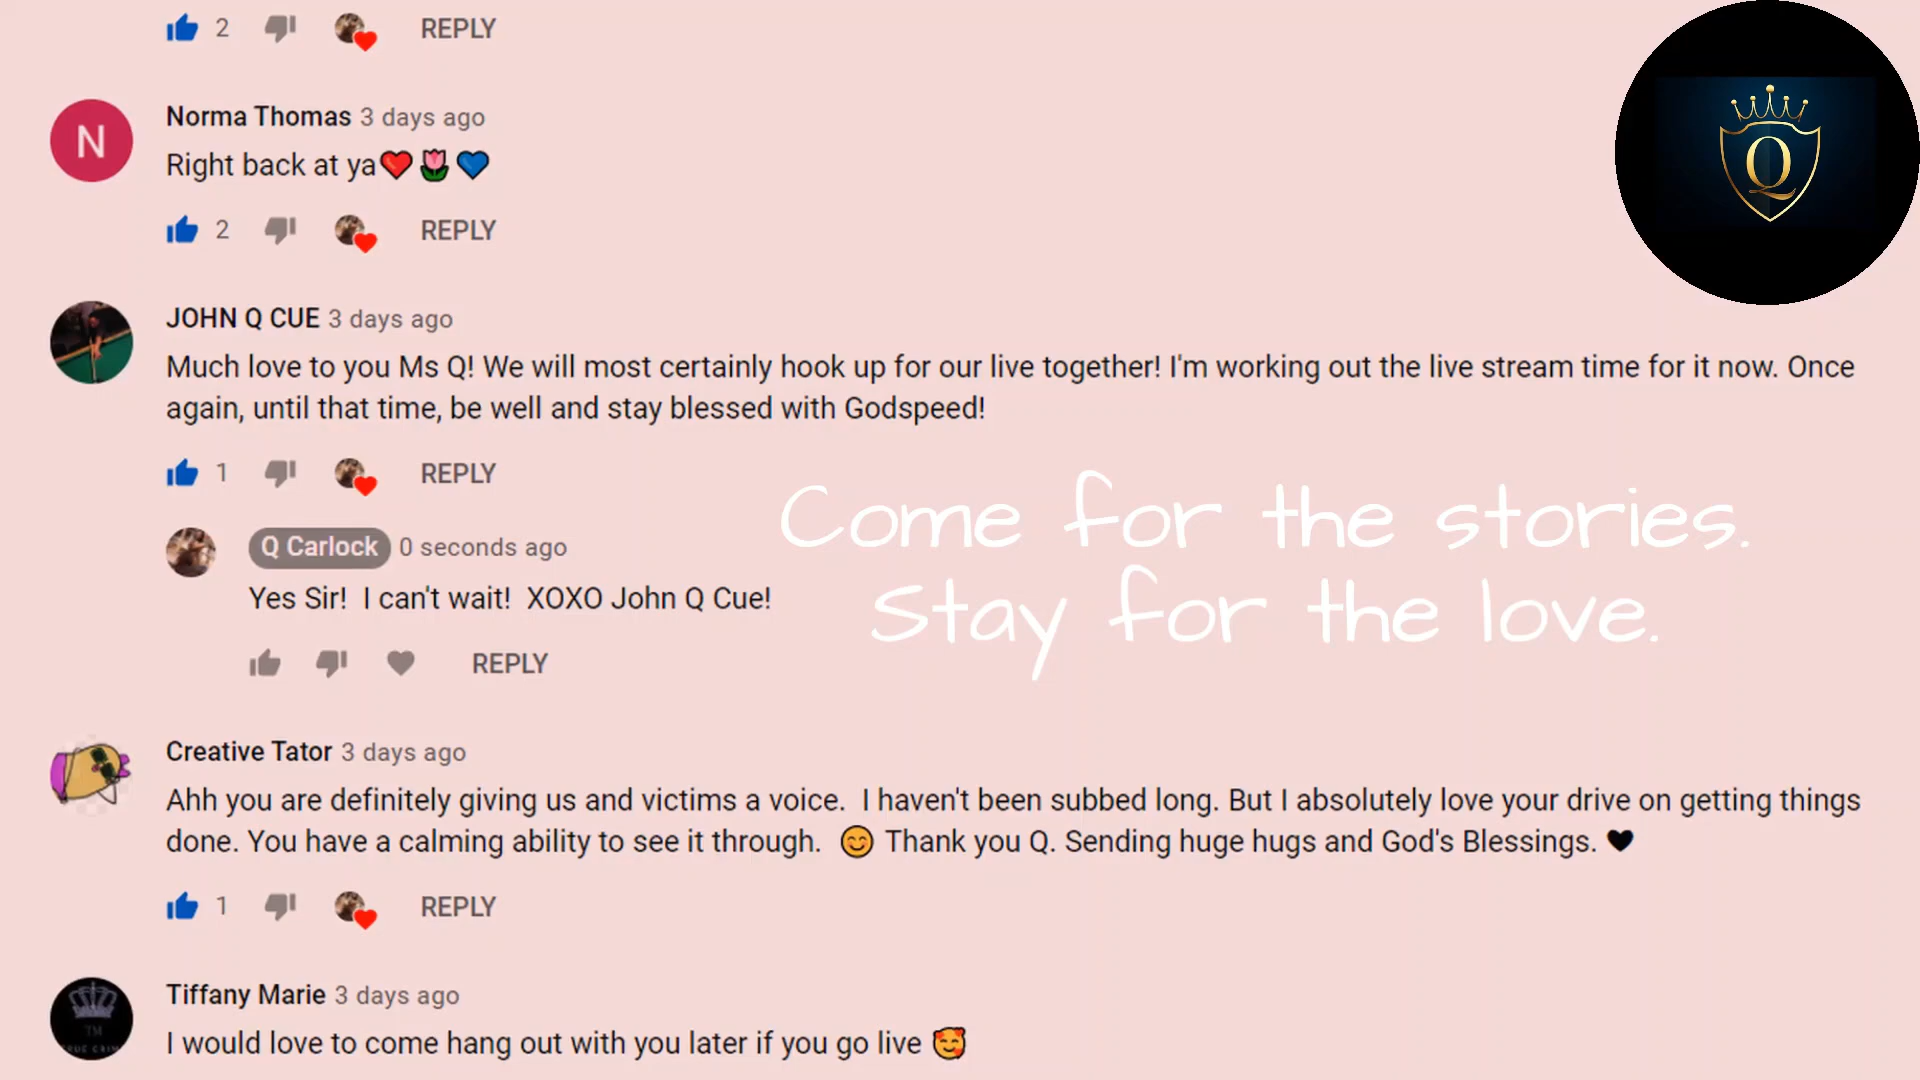 2 REPLY
N
Norma Thomas 3 days ago
Right back at ya❤️🌷💙
2 REPLY
Q
JOHN Q CUE 3 days ago
Much love to you Ms Q! We will most certainly hook up for our live together! I'm working out the live stream time for it now. Once
again, until that time, be well and stay blessed with Godspeed!
1 REPLY
Q Carlock 0 seconds ago
Yes Sir!  I can't wait!  XOXO John Q Cue!
REPLY
Come for the stories.
Stay for the love.
Creative Tator 3 days ago
Ahh you are definitely giving us and victims a voice.  I haven't been subbed long. But I absolutely love your drive on getting things
done. You have a calming ability to see it through.  😊 Thank you Q. Sending huge hugs and God's Blessings. 🖤
1 REPLY
TM
Tiffany Marie 3 days ago
I would love to come hang out with you later if you go live 🥰